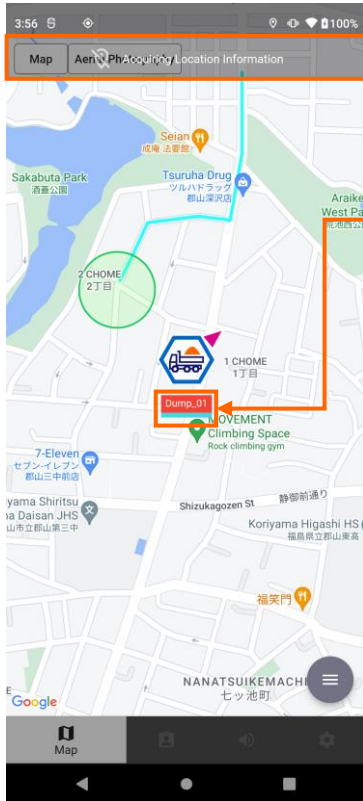 3:56
100%
Map
Aerial Photography
Acquiring Location Information
Seian
成庵 法要館
Sakabuta Park
酒蓋公園
Tsuruha Drug
ツルハドラッグ
郡山深沢店
Araike
West Pa
荒池西公
2 CHOME
2丁目
1 CHOME
1丁目
Dump_01
MOVEMENT
Climbing Space
Rock climbing gym
7-Eleven
セブン-イレブン
郡山三中前店
yama Shiritsu
a Daisan JHS
山市立郡山第三中
Shizukagozen St
静御前通り
Koriyama Higashi HS
福島県立郡山東高
福笑門
NANATSUIKEMACHI
七ッ池町
Google
Map